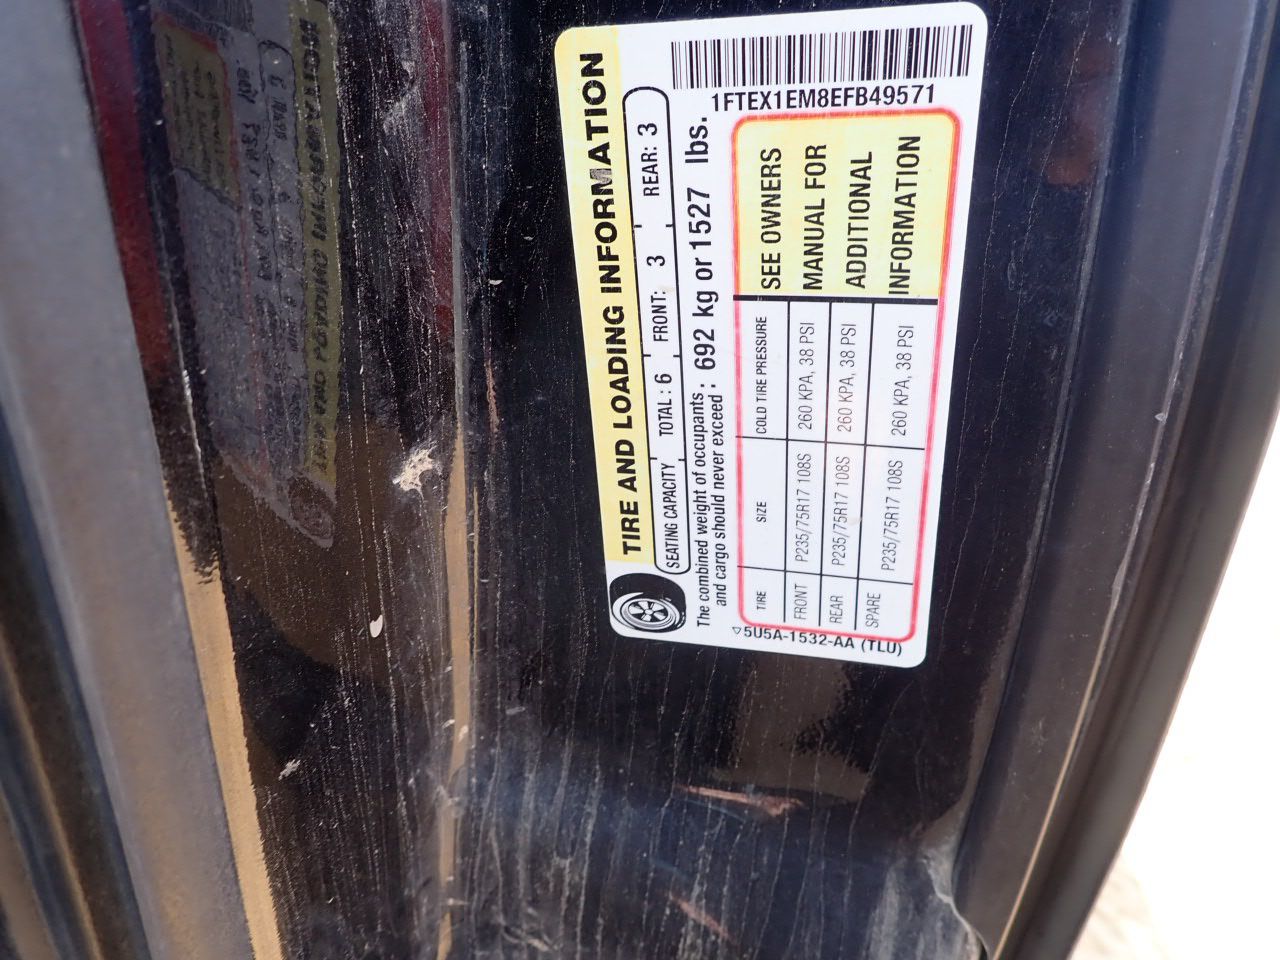 TIRE AND LOADING INFORMATION
SEATING CAPACITY TOTAL : 6 FRONT: 3 REAR: 3
The combined weight of occupants and cargo should never exceed : 692 kg or 1527 lbs.
1FTEX1EM8EFB49571
TIRE SIZE COLD TIRE PRESSURE
FRONT P235/75R17 108S 260 KPA, 38 PSI
REAR P235/75R17 108S 260 KPA, 38 PSI
SPARE P235/75R17 108S 260 KPA, 38 PSI
SEE OWNERS
MANUAL FOR
ADDITIONAL
INFORMATION
5U5A-1532-AA (TLU)